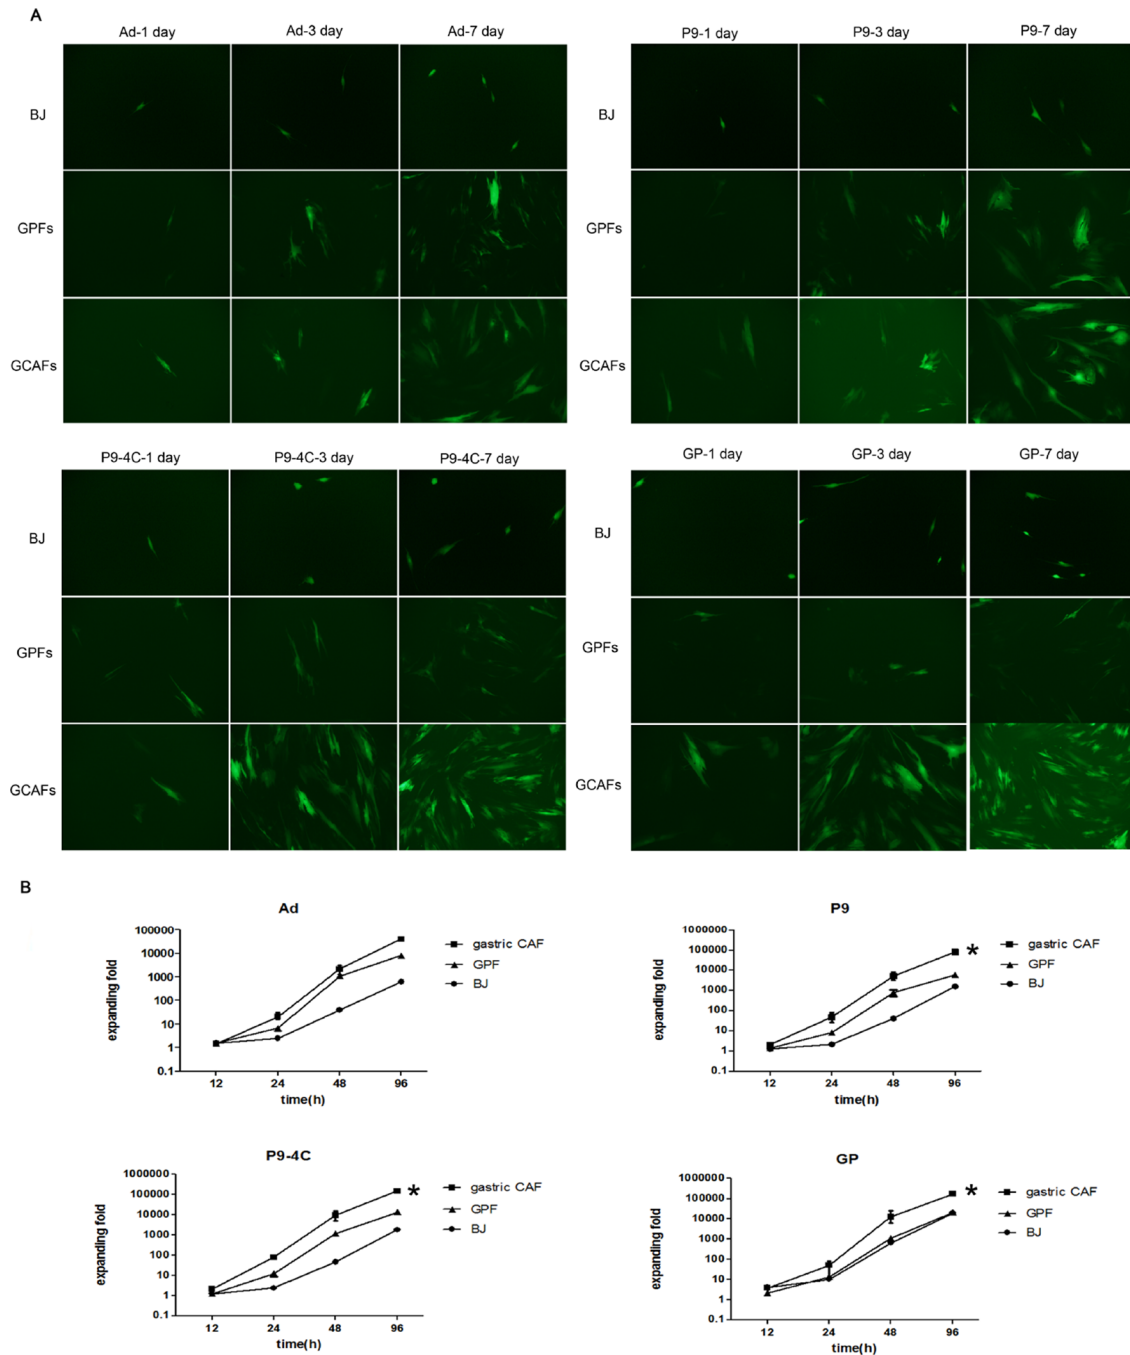 A
Ad-1 day Ad-3 day Ad-7 day
P9-1 day P9-3 day P9-7 day
BJ
BJ
GPFs
GPFs
GCAFs
GCAFs
P9-4C-1 day P9-4C-3 day P9-4C-7 day
GP-1 day GP-3 day GP-7 day
BJ
BJ
GPFs
GPFs
GCAFs
GCAFs
B
Ad
expanding fold
100000
10000
1000
100
10
1
0.1
12 24 48 96
time(h)
gastric CAF
GPF
BJ
P9
expanding fold
1000000
100000
10000
1000
100
10
1
0.1
12 24 48 96
time(h)
*
gastric CAF
GPF
BJ
P9-4C
expanding fold
1000000
100000
10000
1000
100
10
1
0.1
12 24 48 96
time(h)
*
gastric CAF
GPF
BJ
GP
expanding fold
1000000
100000
10000
1000
100
10
1
0.1
12 24 48 96
time(h)
*
gastric CAF
GPF
BJ